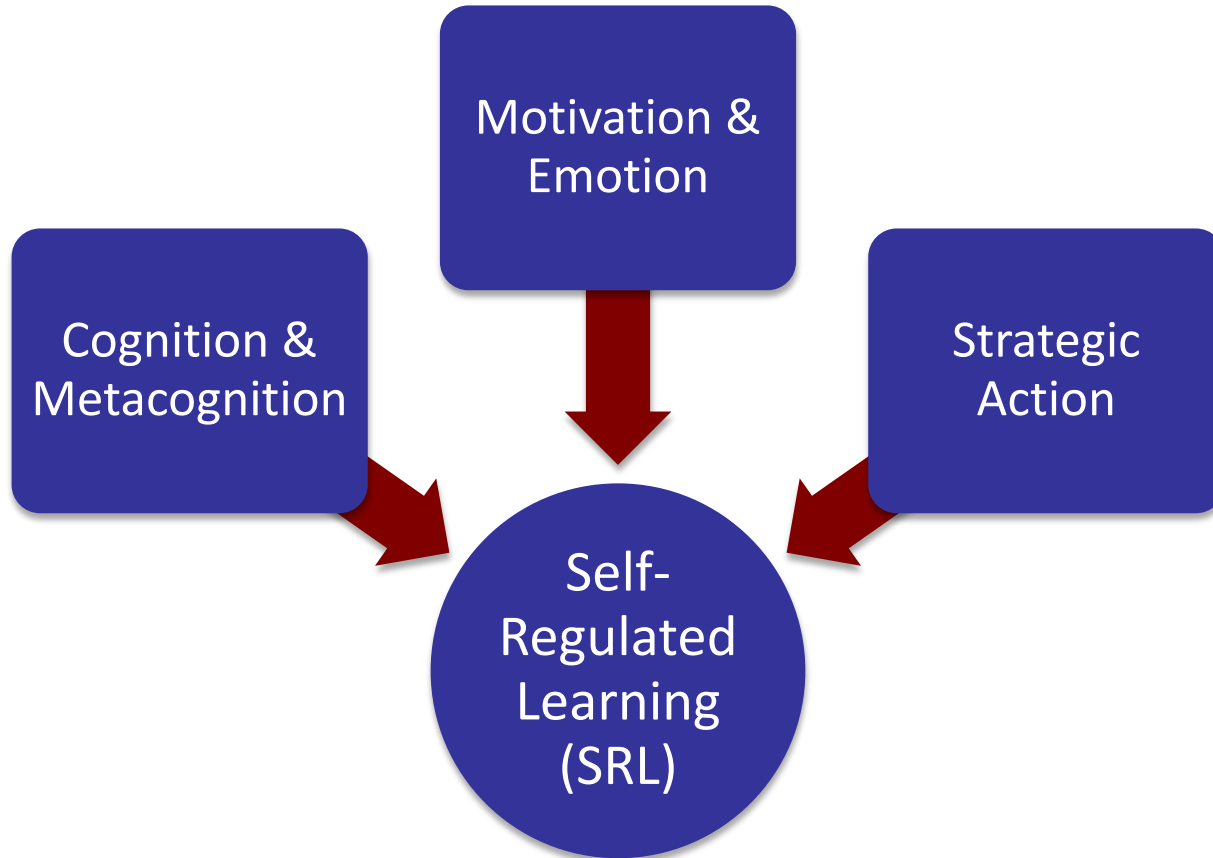 Motivation &
Emotion
Cognition &
Metacognition
Strategic
Action
Self-
Regulated
Learning
(SRL)